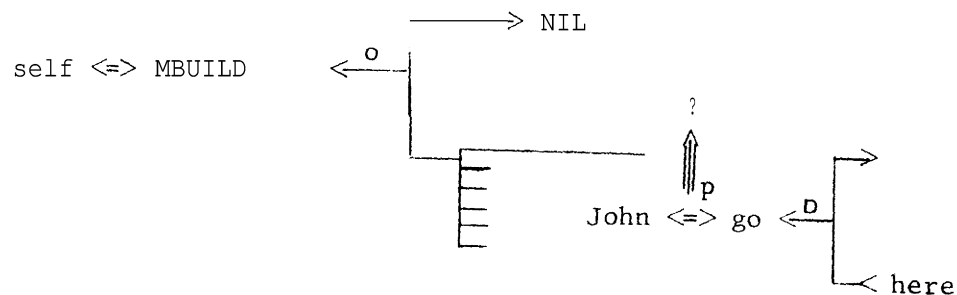 NIL
self <=> MBUILD o
?
p
John <=> go D
here